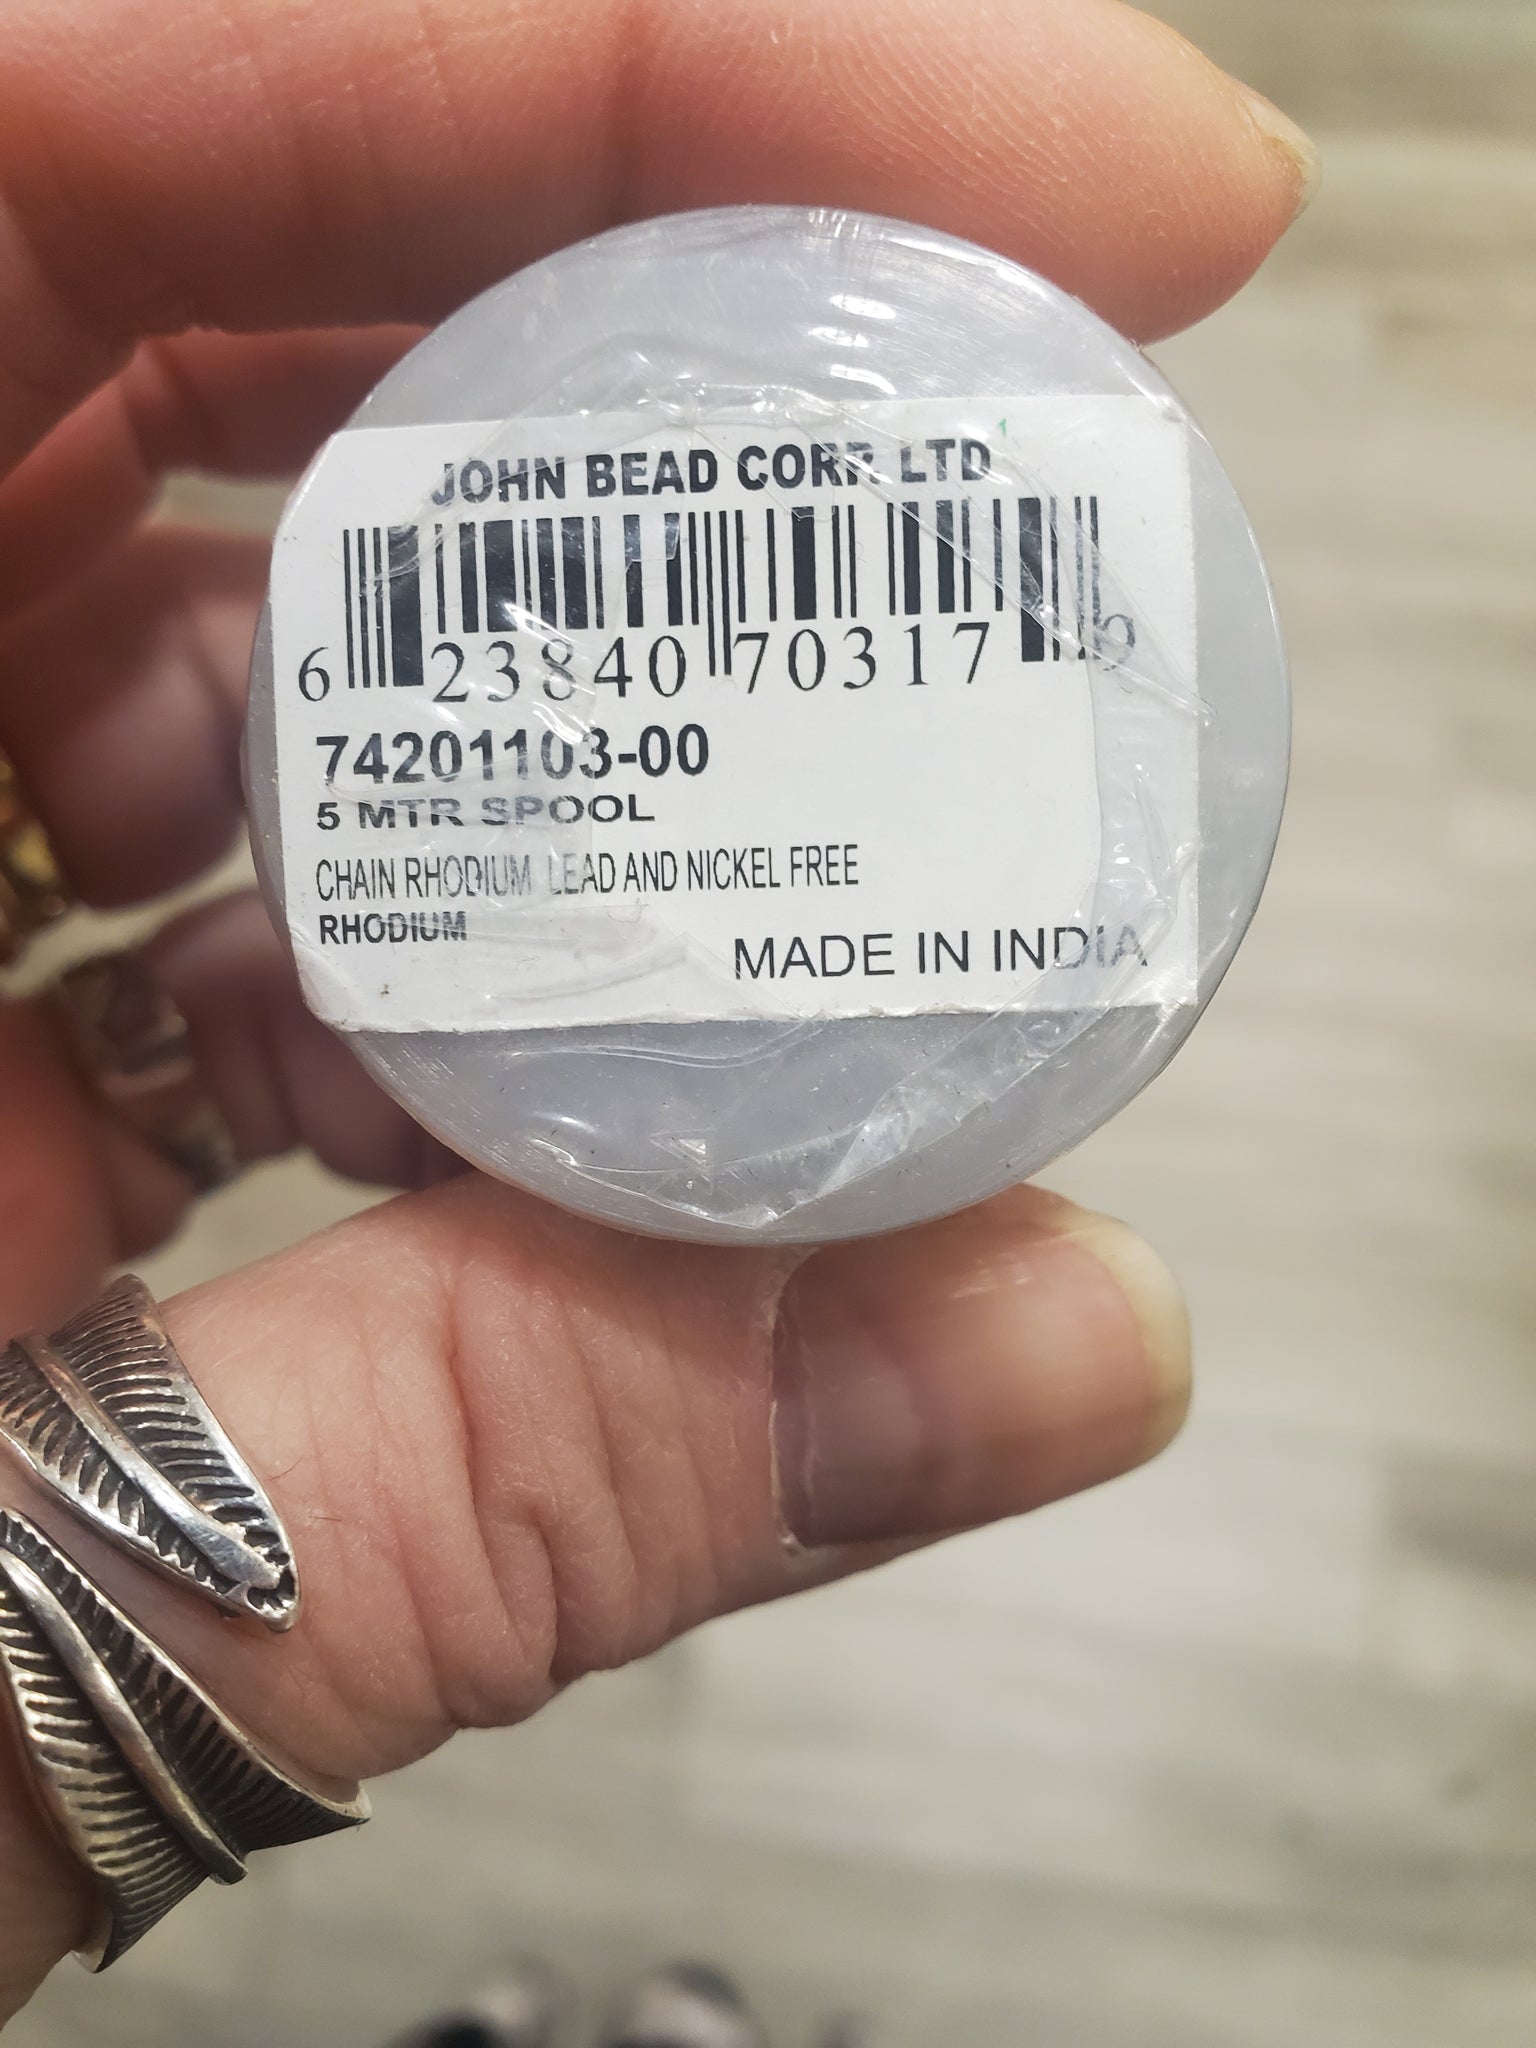 JOHN BEAD CORP. LTD
6 23840 70317 9
74201103-00
5 MTR SPOOL
CHAIN RHODIUM LEAD AND NICKEL FREE
RHODIUM
MADE IN INDIA